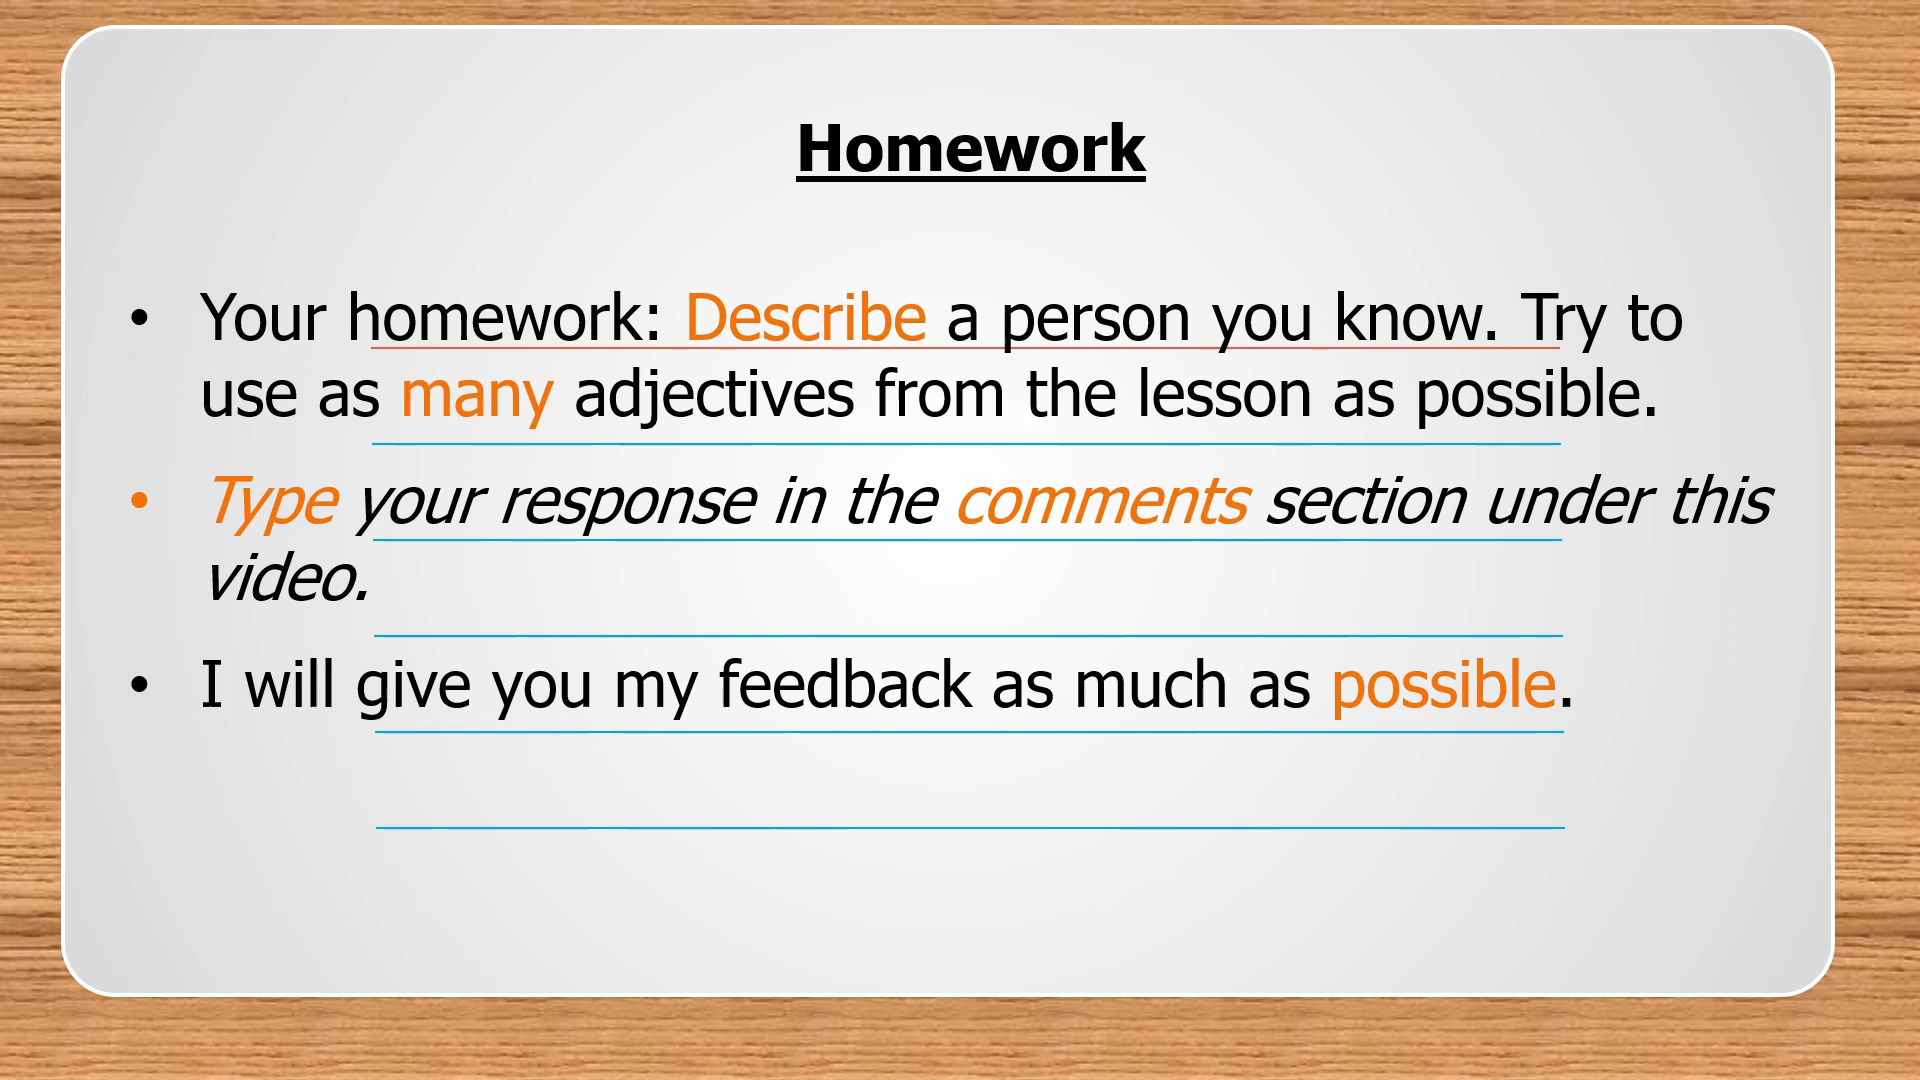 Homework
• Your homework: Describe a person you know. Try to
use as many adjectives from the lesson as possible.
• Type your response in the comments section under this
video.
• I will give you my feedback as much as possible.